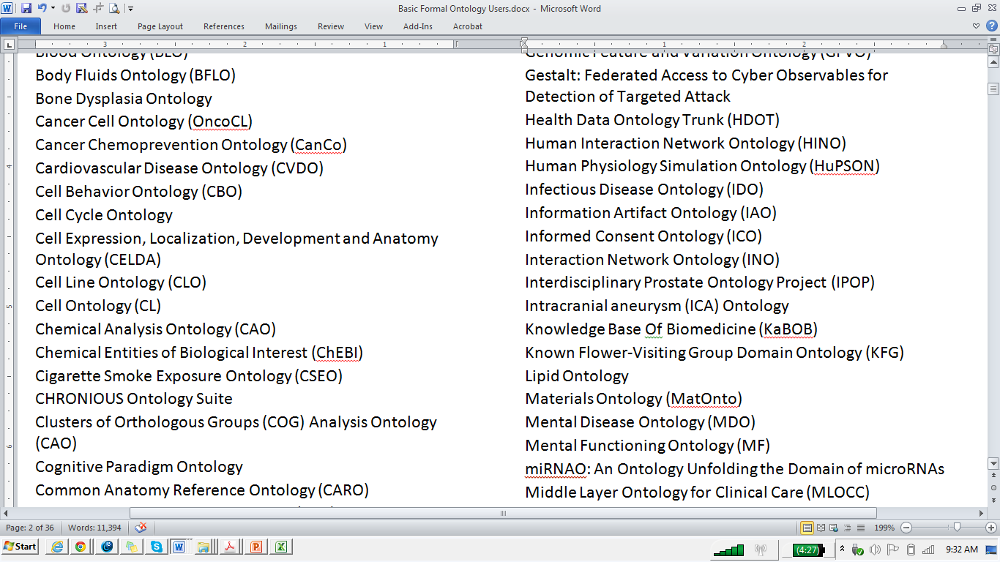 Basic Formal Ontology Users.docx - Microsoft Word
File Home Insert Page Layout References Mailings Review View Add-Ins Acrobat
3 2 1 1 2
Blood Ontology (BLO)
Body Fluids Ontology (BFLO)
Bone Dysplasia Ontology
Cancer Cell Ontology (OncoCL)
Cancer Chemoprevention Ontology (CanCo)
Cardiovascular Disease Ontology (CVDO)
Cell Behavior Ontology (CBO)
Cell Cycle Ontology
Cell Expression, Localization, Development and Anatomy
Ontology (CELDA)
Cell Line Ontology (CLO)
Cell Ontology (CL)
Chemical Analysis Ontology (CAO)
Chemical Entities of Biological Interest (ChEBI)
Cigarette Smoke Exposure Ontology (CSEO)
CHRONIOUS Ontology Suite
Clusters of Orthologous Groups (COG) Analysis Ontology
(CAO)
Cognitive Paradigm Ontology
Common Anatomy Reference Ontology (CARO)
Genomic Feature and Variation Ontology (GFVO)
Gestalt: Federated Access to Cyber Observables for
Detection of Targeted Attack
Health Data Ontology Trunk (HDOT)
Human Interaction Network Ontology (HINO)
Human Physiology Simulation Ontology (HuPSON)
Infectious Disease Ontology (IDO)
Information Artifact Ontology (IAO)
Informed Consent Ontology (ICO)
Interaction Network Ontology (INO)
Interdisciplinary Prostate Ontology Project (IPOP)
Intracranial aneurysm (ICA) Ontology
Knowledge Base Of Biomedicine (KaBOB)
Known Flower-Visiting Group Domain Ontology (KFG)
Lipid Ontology
Materials Ontology (MatOnto)
Mental Disease Ontology (MDO)
Mental Functioning Ontology (MF)
miRNAO: An Ontology Unfolding the Domain of microRNAs
Middle Layer Ontology for Clinical Care (MLOCC)
4
5
6
Page: 2 of 36 Words: 11,394 199%
Start (4:27) 9:32 AM